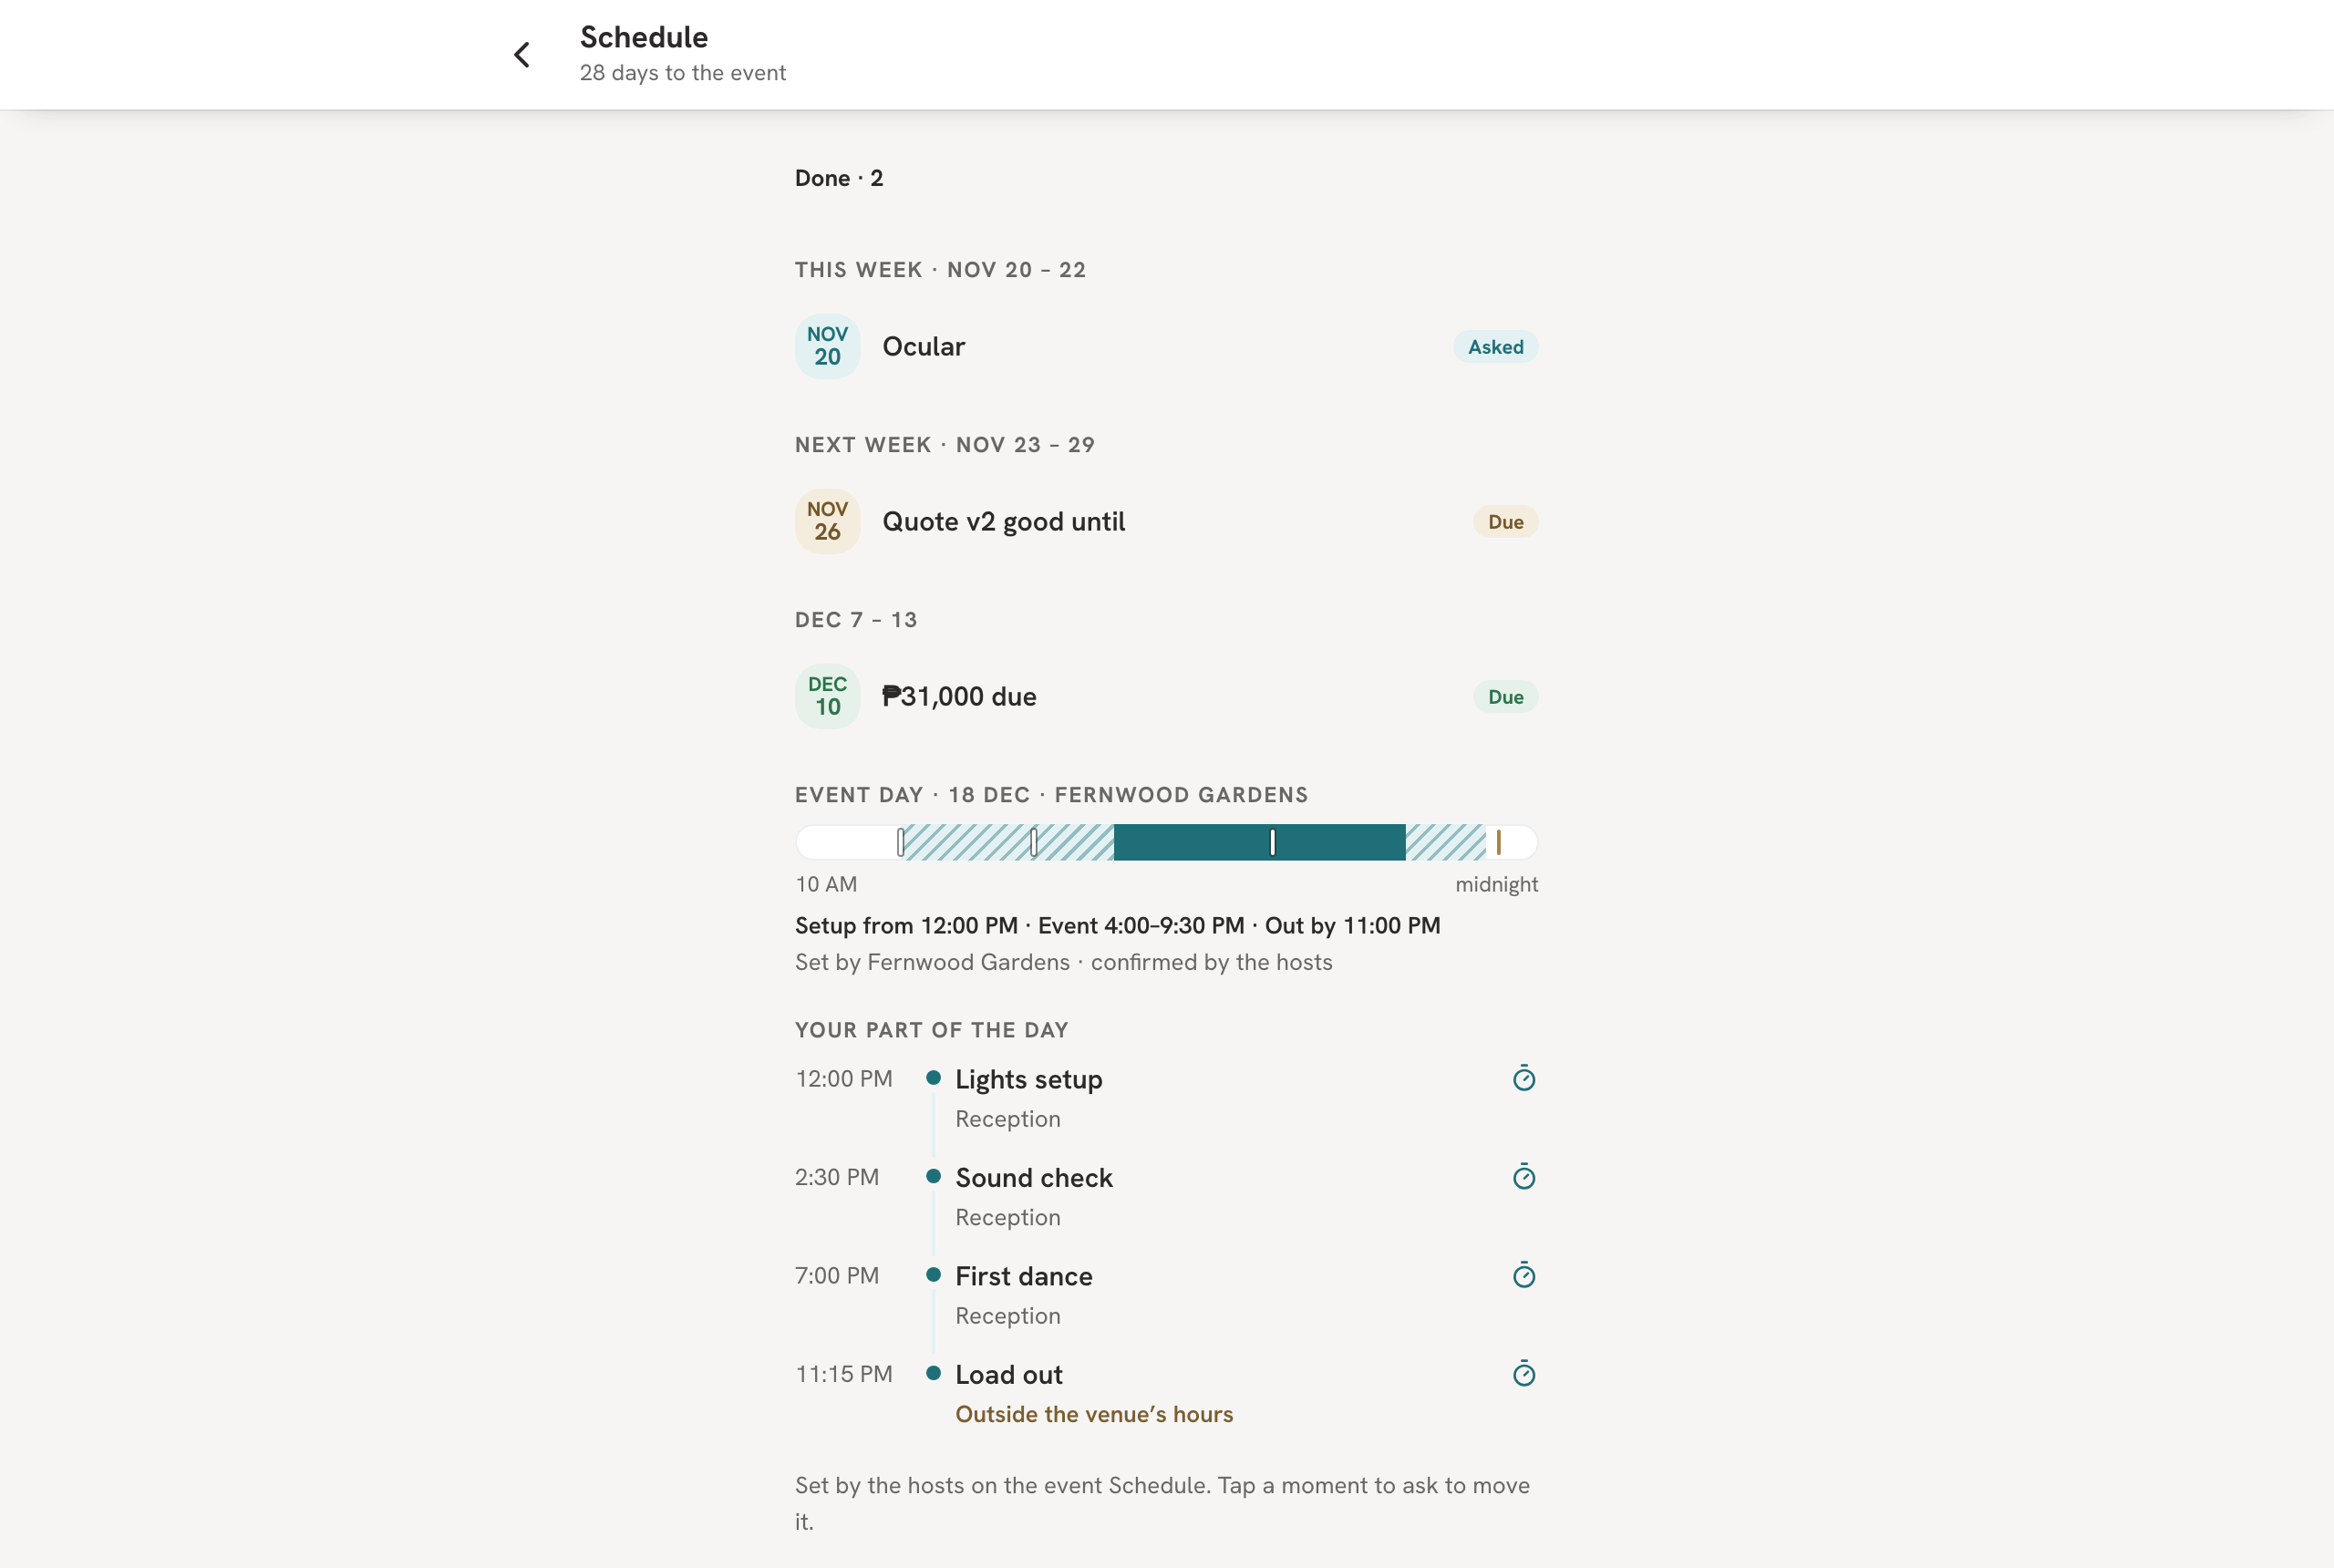 Schedule
28 days to the event
Done · 2
THIS WEEK · NOV 20 – 22
NOV
20
Ocular
Asked
NEXT WEEK · NOV 23 – 29
NOV
26
Quote v2 good until
Due
DEC 7 – 13
DEC
10
₱31,000 due
Due
EVENT DAY · 18 DEC · FERNWOOD GARDENS
10 AM
midnight
Setup from 12:00 PM · Event 4:00–9:30 PM · Out by 11:00 PM
Set by Fernwood Gardens · confirmed by the hosts
YOUR PART OF THE DAY
12:00 PM
Lights setup
Reception
2:30 PM
Sound check
Reception
7:00 PM
First dance
Reception
11:15 PM
Load out
Outside the venue’s hours
Set by the hosts on the event Schedule. Tap a moment to ask to move
it.